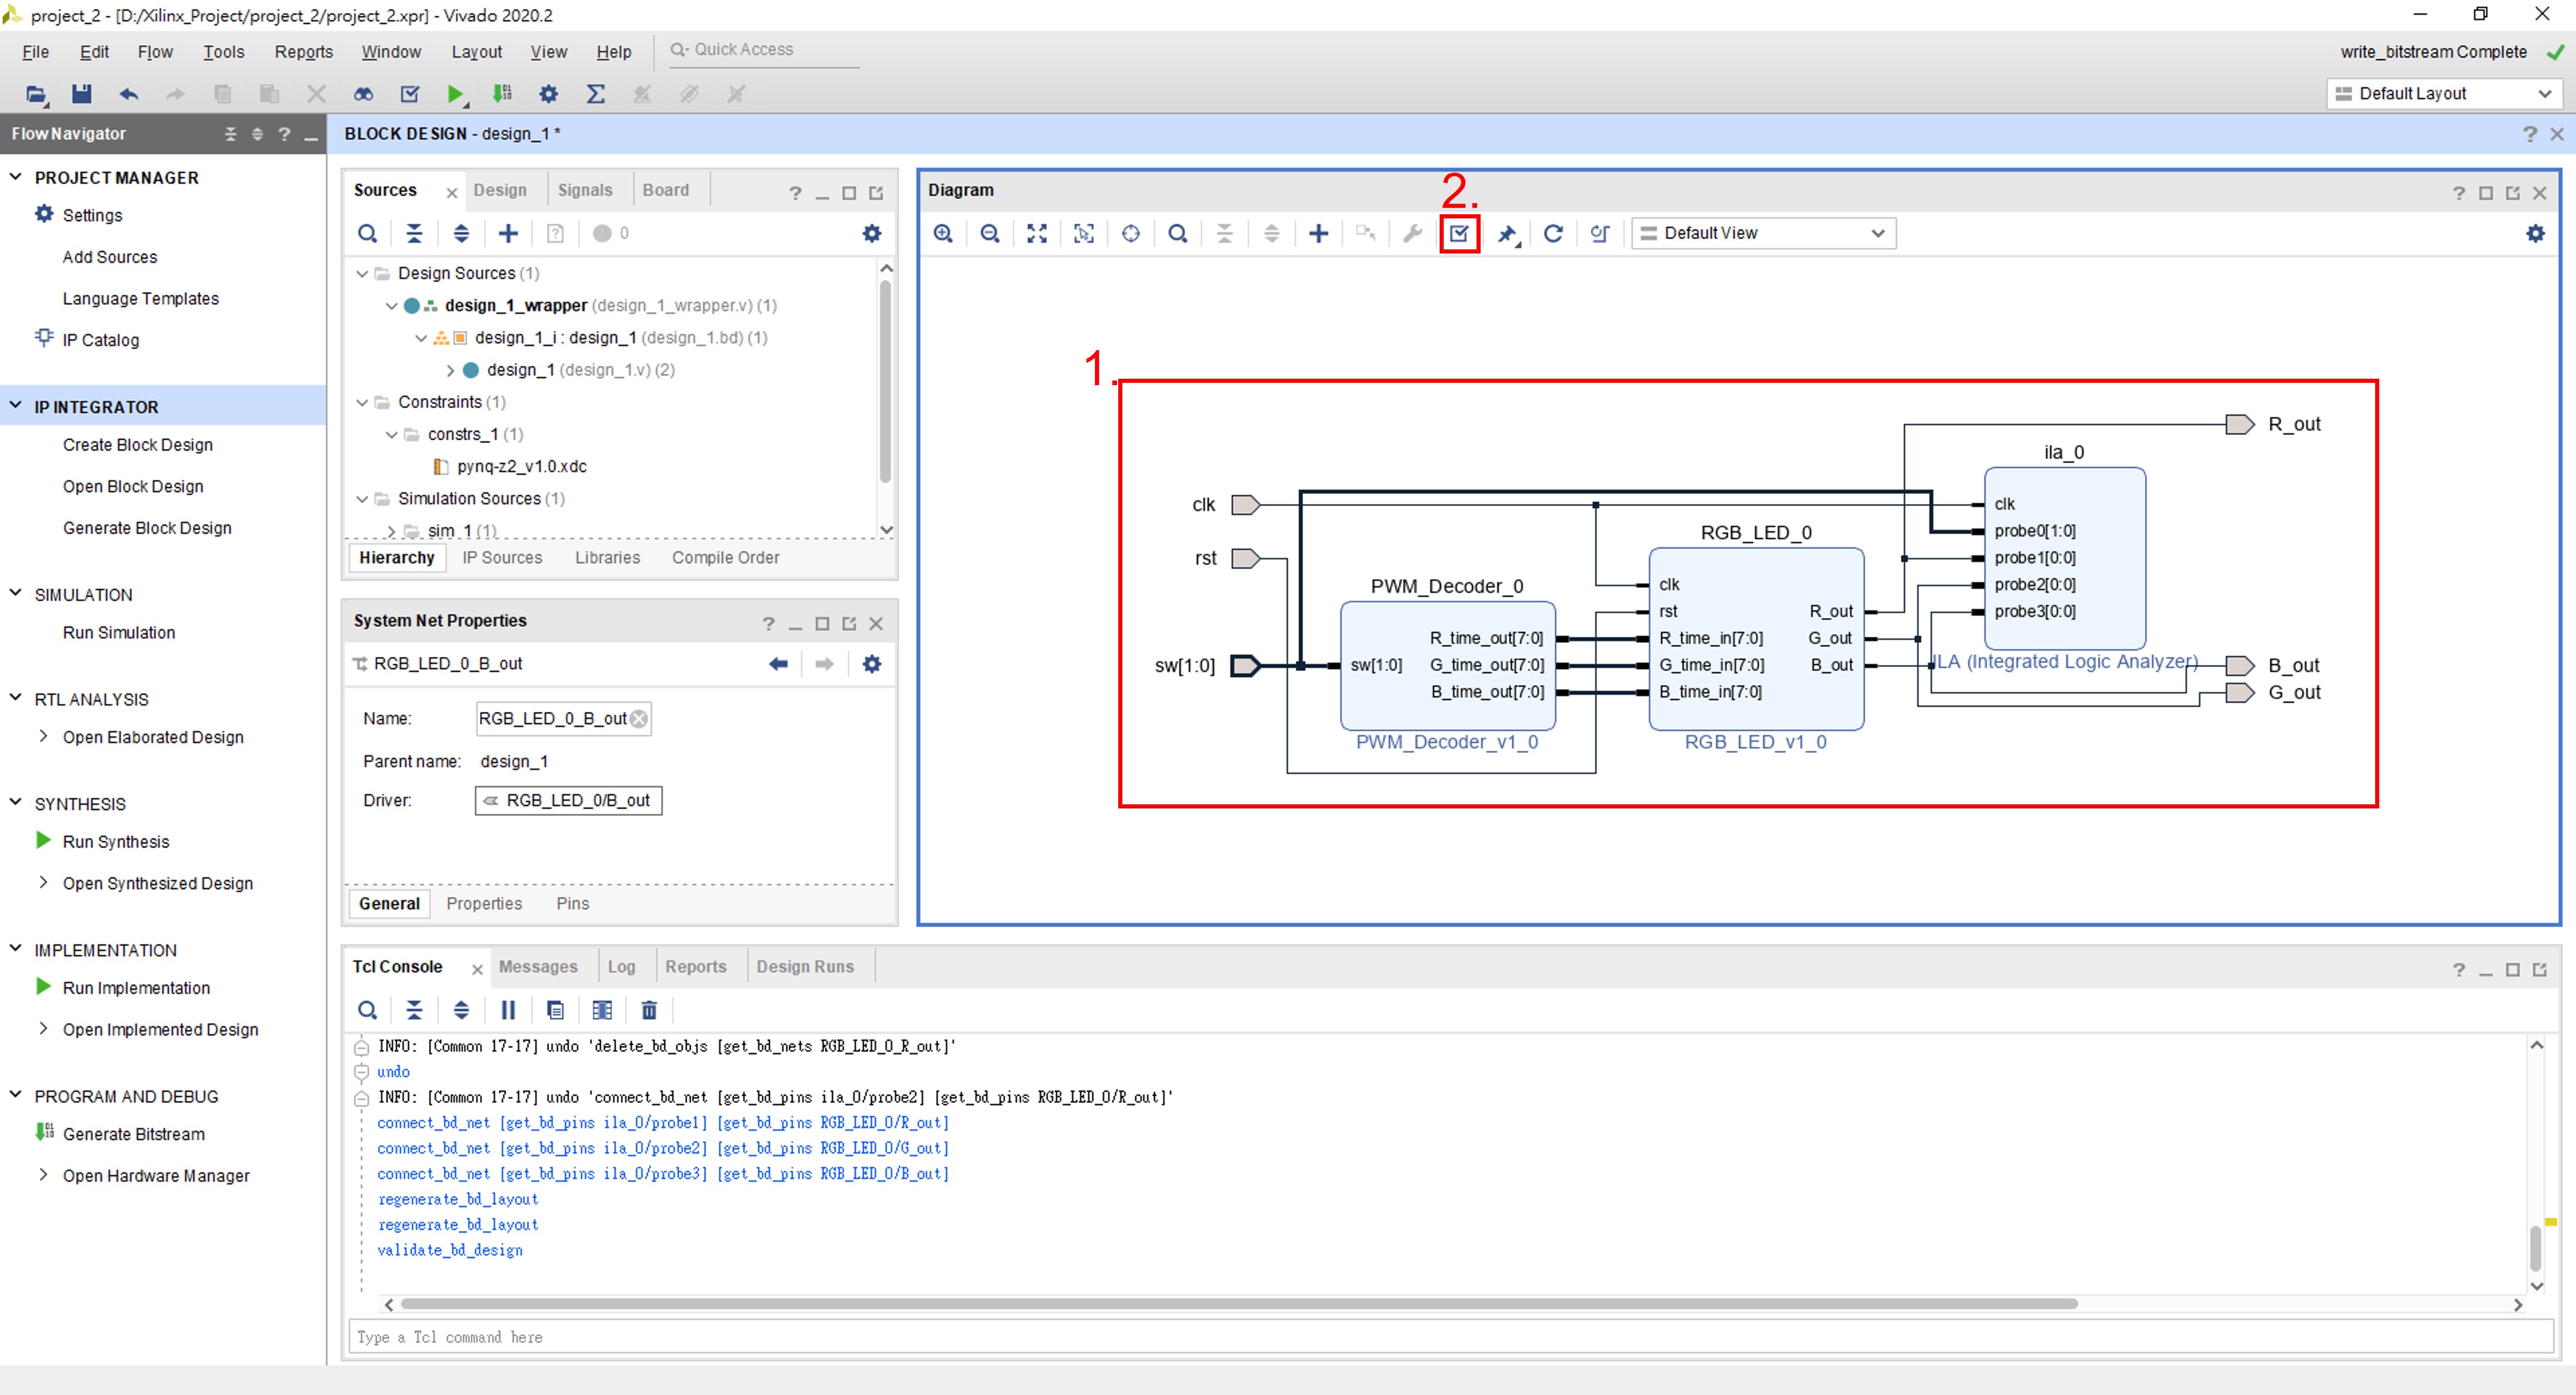 project_2 - [D:/Xilinx_Project/project_2/project_2.xpr] - Vivado 2020.2
File Edit Flow Tools Reports Window Layout View Help Quick Access
write_bitstream Complete
Default Layout
Flow Navigator
PROJECT MANAGER
Settings
Add Sources
Language Templates
IP Catalog
IP INTEGRATOR
Create Block Design
Open Block Design
Generate Block Design
SIMULATION
Run Simulation
RTL ANALYSIS
Open Elaborated Design
SYNTHESIS
Run Synthesis
Open Synthesized Design
IMPLEMENTATION
Run Implementation
Open Implemented Design
PROGRAM AND DEBUG
Generate Bitstream
Open Hardware Manager
BLOCK DESIGN - design_1 *
Sources Design Signals Board
0
Design Sources (1)
design_1_wrapper (design_1_wrapper.v) (1)
design_1_i : design_1 (design_1.bd) (1)
design_1 (design_1.v) (2)
Constraints (1)
constrs_1 (1)
pynq-z2_v1.0.xdc
Simulation Sources (1)
sim_1 (1)
Hierarchy IP Sources Libraries Compile Order
System Net Properties
RGB_LED_0_B_out
Name: RGB_LED_0_B_out
Parent name: design_1
Driver: RGB_LED_0/B_out
General Properties Pins
Diagram
2.
Default View
1.
clk
rst
sw[1:0]
PWM_Decoder_0
sw[1:0]
R_time_out[7:0]
G_time_out[7:0]
B_time_out[7:0]
PWM_Decoder_v1_0
RGB_LED_0
clk
rst
R_time_in[7:0]
G_time_in[7:0]
B_time_in[7:0]
R_out
G_out
B_out
RGB_LED_v1_0
ila_0
clk
probe0[1:0]
probe1[0:0]
probe2[0:0]
probe3[0:0]
ILA (Integrated Logic Analyzer)
R_out
B_out
G_out
Tcl Console Messages Log Reports Design Runs
INFO: [Common 17-17] undo 'delete_bd_objs [get_bd_nets RGB_LED_0_R_out]'
undo
INFO: [Common 17-17] undo 'connect_bd_net [get_bd_pins ila_0/probe2] [get_bd_pins RGB_LED_0/R_out]'
connect_bd_net [get_bd_pins ila_0/probe1] [get_bd_pins RGB_LED_0/R_out]
connect_bd_net [get_bd_pins ila_0/probe2] [get_bd_pins RGB_LED_0/G_out]
connect_bd_net [get_bd_pins ila_0/probe3] [get_bd_pins RGB_LED_0/B_out]
regenerate_bd_layout
regenerate_bd_layout
validate_bd_design
Type a Tcl command here